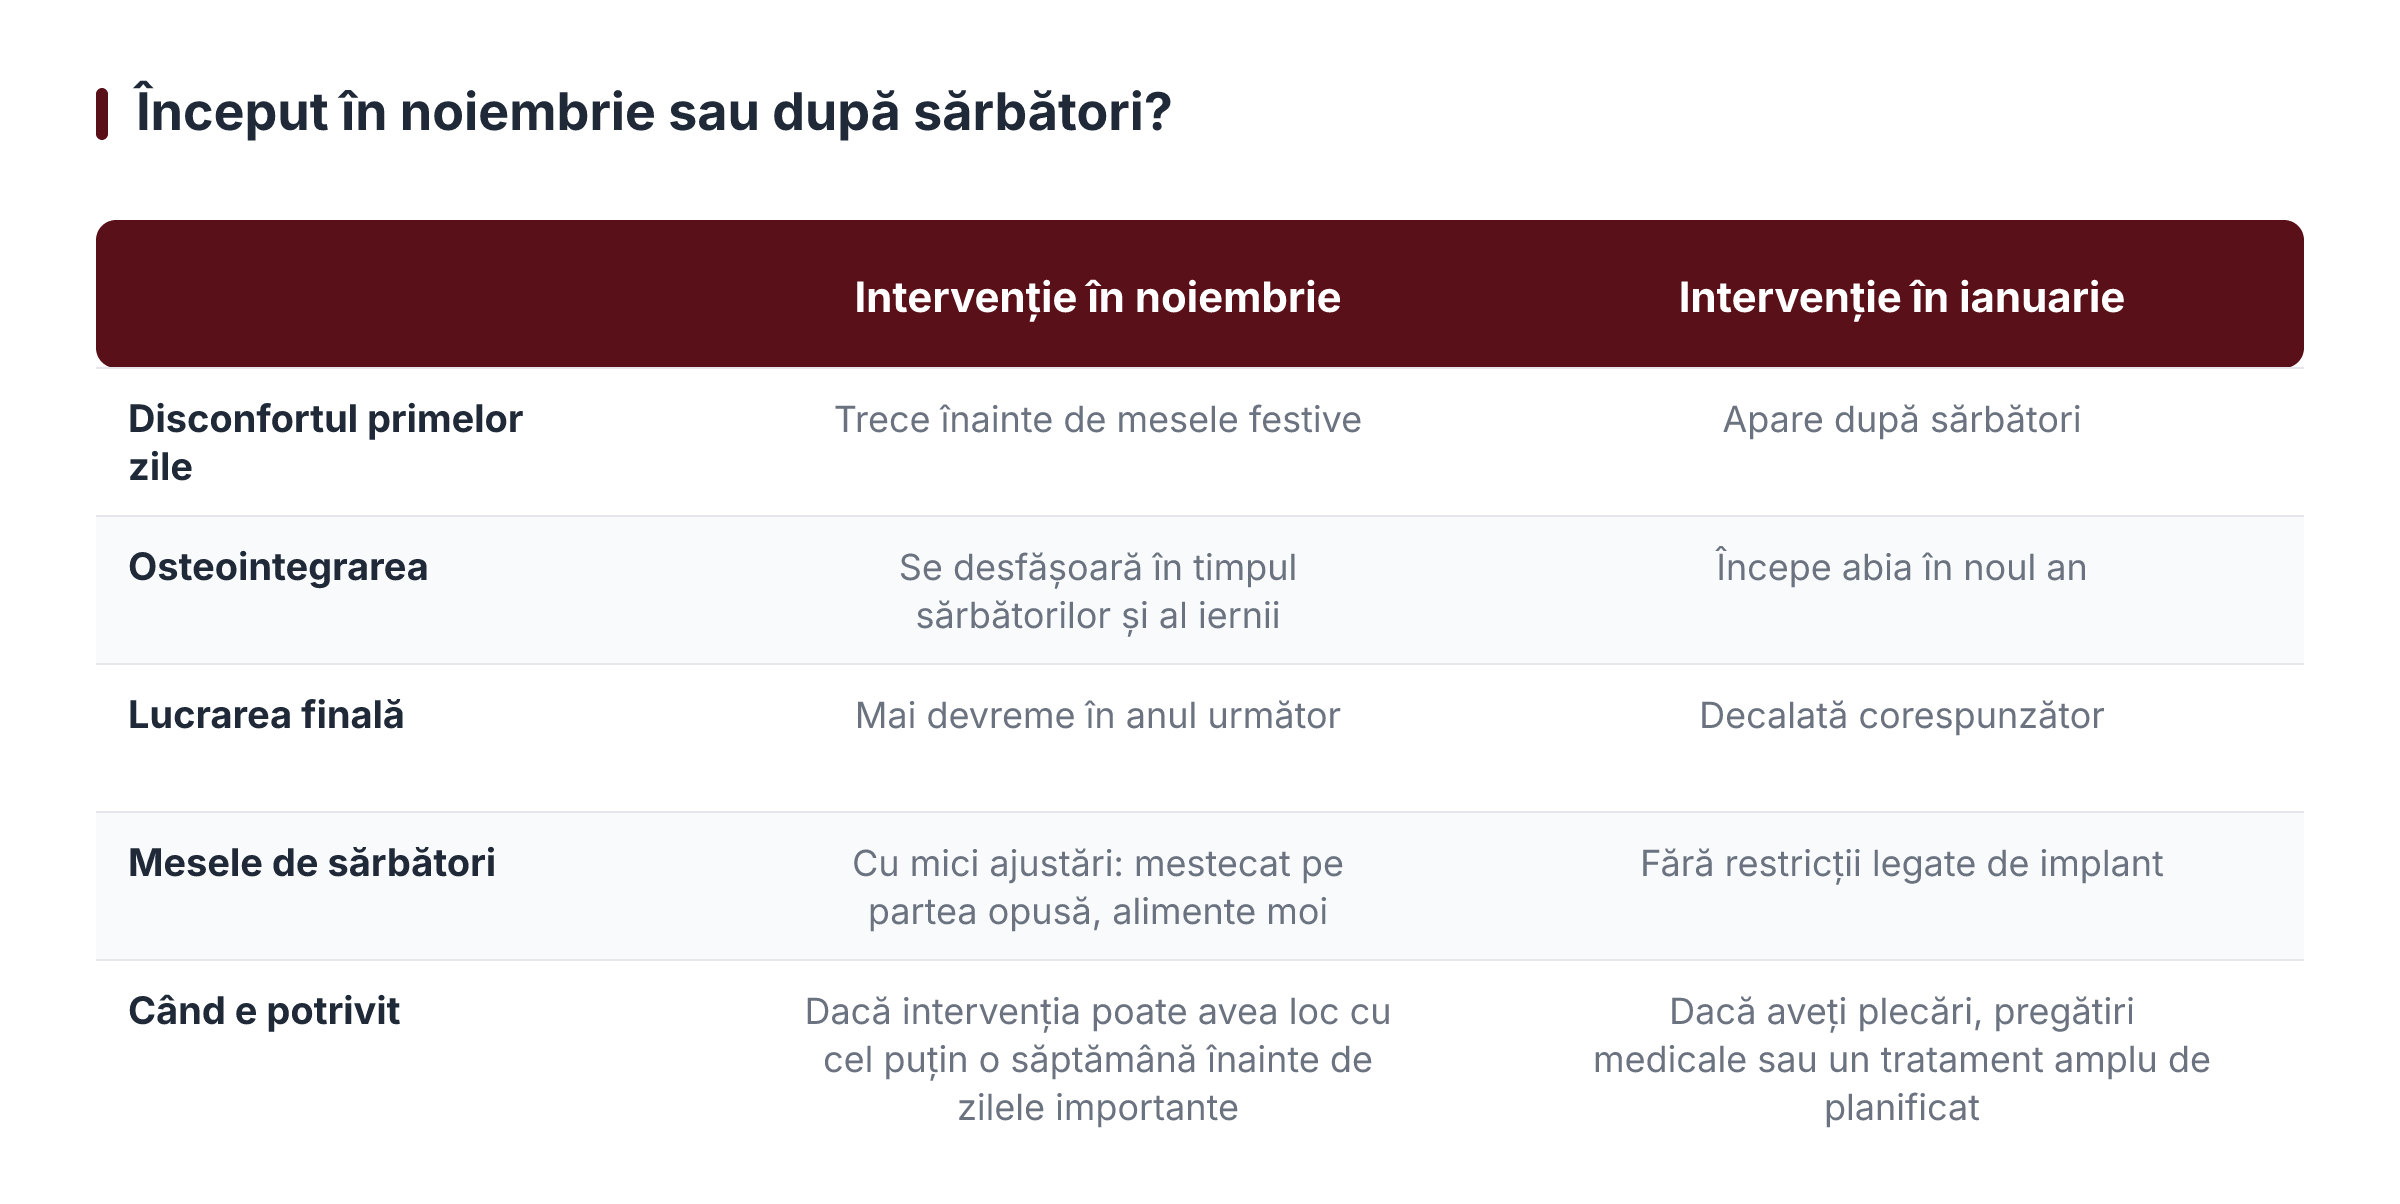 Început în noiembrie sau după sărbători?
Intervenție în noiembrie
Intervenție în ianuarie
Disconfortul primelor
zile
Trece înainte de mesele festive
Apare după sărbători
Osteointegrarea
Se desfășoară în timpul
sărbătorilor și al iernii
Începe abia în noul an
Lucrarea finală
Mai devreme în anul următor
Decalată corespunzător
Mesele de sărbători
Cu mici ajustări: mestecat pe
partea opusă, alimente moi
Fără restricții legate de implant
Când e potrivit
Dacă intervenția poate avea loc cu
cel puțin o săptămână înainte de
zilele importante
Dacă aveți plecări, pregătiri
medicale sau un tratament amplu de
planificat